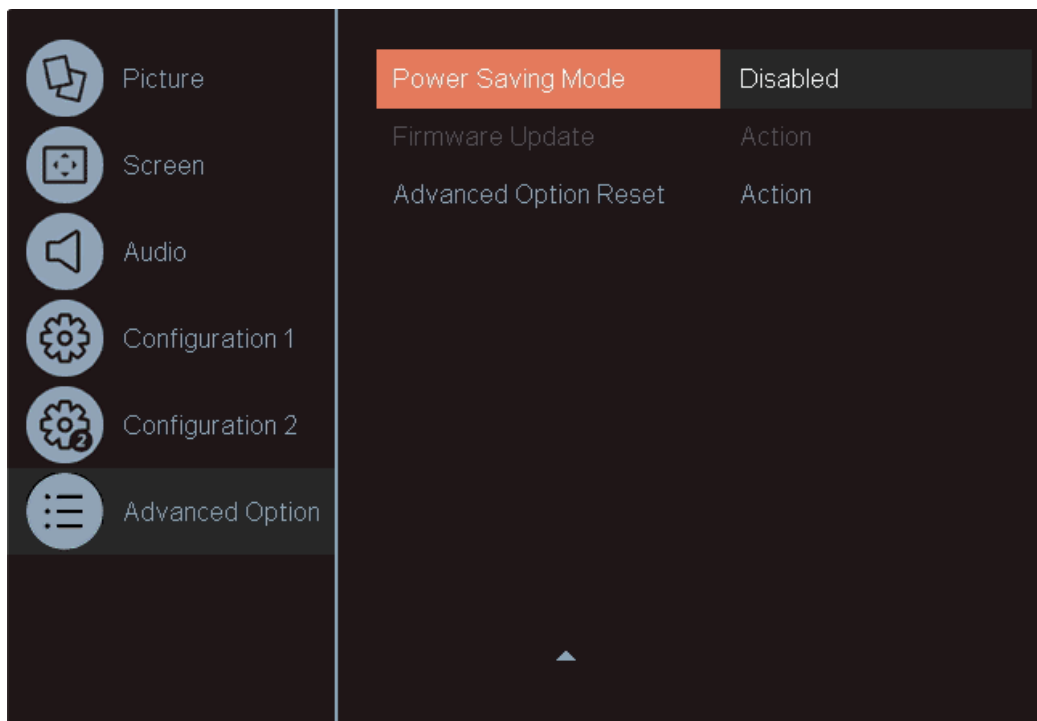 Picture
Screen
Audio
Configuration 1
Configuration 2
2
Advanced Option
Power Saving Mode Disabled
Firmware Update Action
Advanced Option Reset Action